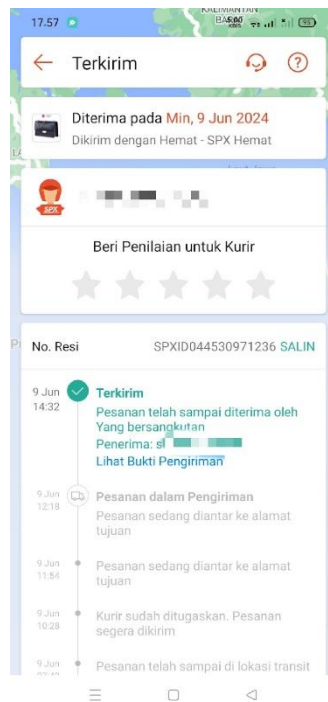 17.57
KALIMANTAN
Terkirim
Diterima pada Min, 9 Jun 2024
Dikirim dengan Hemat - SPX Hemat
SPX
Beri Penilaian untuk Kurir
No. Resi SPXID044530971236 SALIN
9 Jun Terkirim
14:32 Pesanan telah sampai diterima oleh
Yang bersangkutan
Penerima: s
Lihat Bukti Pengiriman
9 Jun Pesanan dalam Pengiriman
12:18 Pesanan sedang diantar ke alamat
tujuan
9 Jun Pesanan sedang diantar ke alamat
11:54 tujuan
9 Jun Kurir sudah ditugaskan. Pesanan
10:28 segera dikirim
9 Jun Pesanan telah sampai di lokasi transit